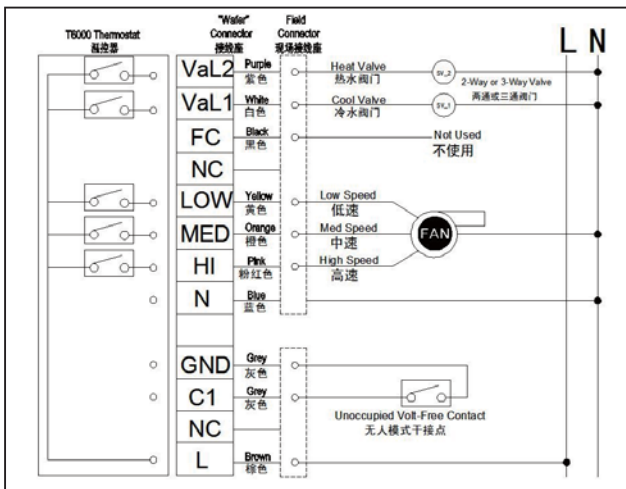 T6000 Thermostat
温控器
"Wafer"
Connector
接线座
Field
Connector
现场接线座
L N
VaL2
Purple
紫色
Heat Valve
热水阀门
SV_2
2-Way or 3-Way Valve
两通或三通阀门
VaL1
White
白色
Cool Valve
冷水阀门
SV_1
FC
Black
黑色
Not Used
不使用
NC
LOW
Yellow
黄色
Low Speed
低速
MED
Orange
橙色
Med Speed
中速
FAN
HI
Pink
粉红色
High Speed
高速
N
Blue
蓝色
GND
Grey
灰色
C1
Grey
灰色
Unoccupied Volt-Free Contact
无人模式干接点
NC
L
Brown
棕色